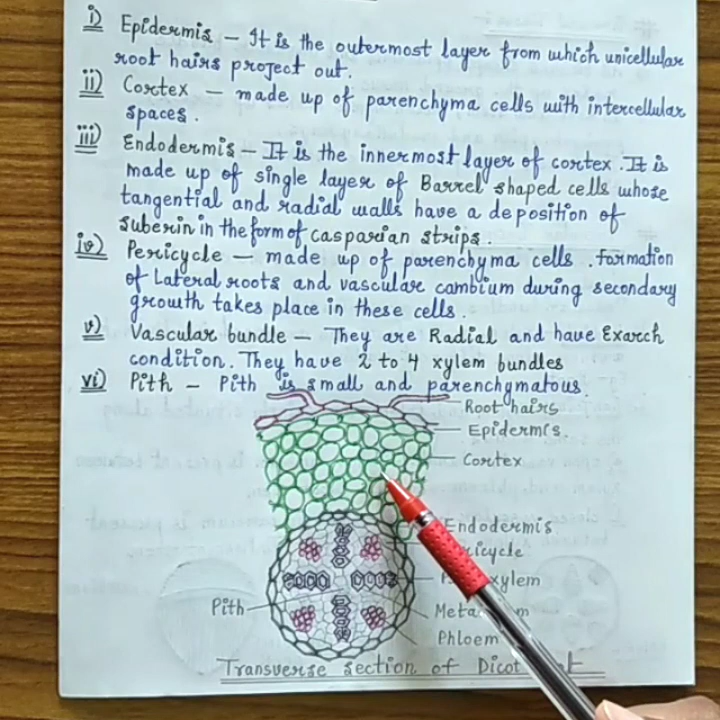 i) Epidermis – It is the outermost layer from which unicellular
root hairs project out.
ii) Cortex – made up of parenchyma cells with intercellular
spaces.
iii) Endodermis – It is the innermost layer of cortex. It is
made up of single layer of Barrel shaped cells whose
tangential and radial walls have a deposition of
suberin in the form of casparian strips.
iv) Pericycle – made up of parenchyma cells. Formation
of Lateral roots and vascular cambium during secondary
growth takes place in these cells.
v) Vascular bundle – They are Radial and have Exarch
condition. They have 2 to 4 xylem bundles
vi) Pith – Pith is small and parenchymatous.
Root hairs
Epidermis
Cortex
Endodermis
Pith
Phloem
Transverse section of